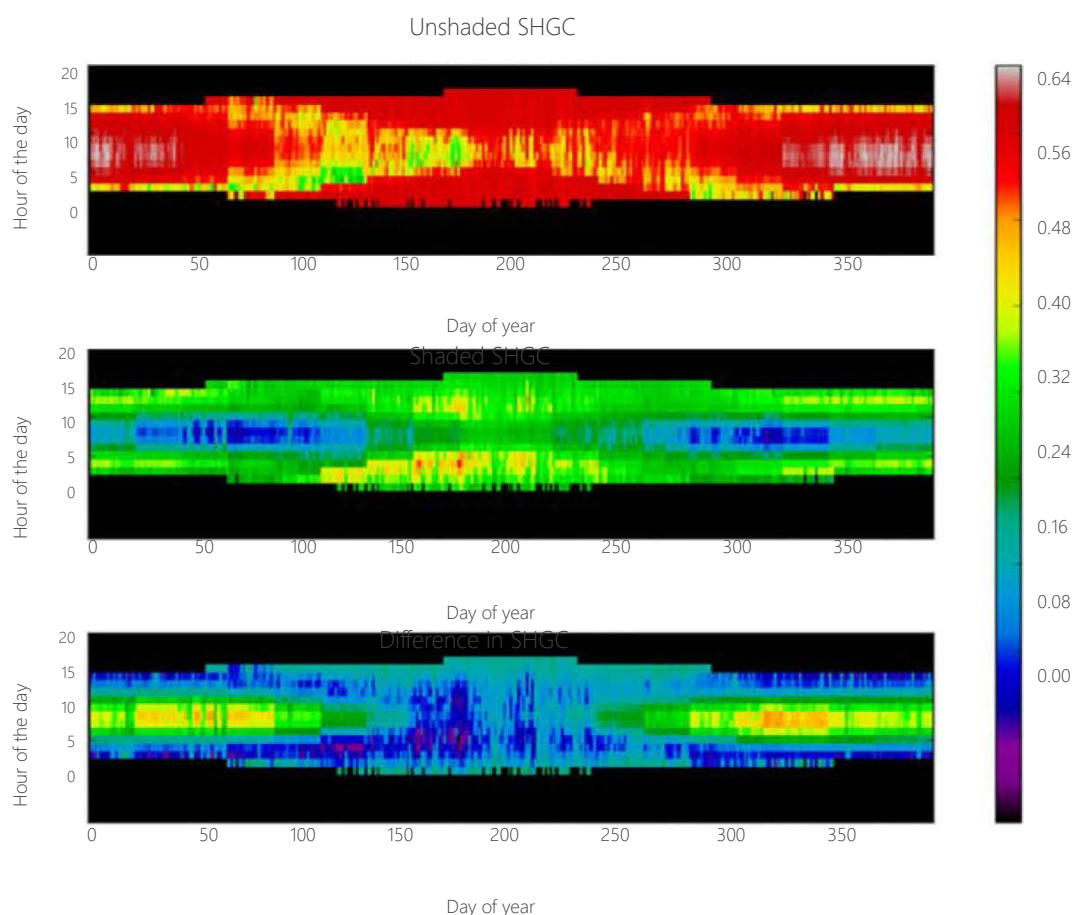 Unshaded SHGC
Hour of the day
20
15
10
5
0
0 50 100 150 200 250 300 350
Day of year
Shaded SHGC
Hour of the day
20
15
10
5
0
0 50 100 150 200 250 300 350
Day of year
Difference in SHGC
Hour of the day
20
15
10
5
0
0 50 100 150 200 250 300 350
Day of year
0.64
0.56
0.48
0.40
0.32
0.24
0.16
0.08
0.00